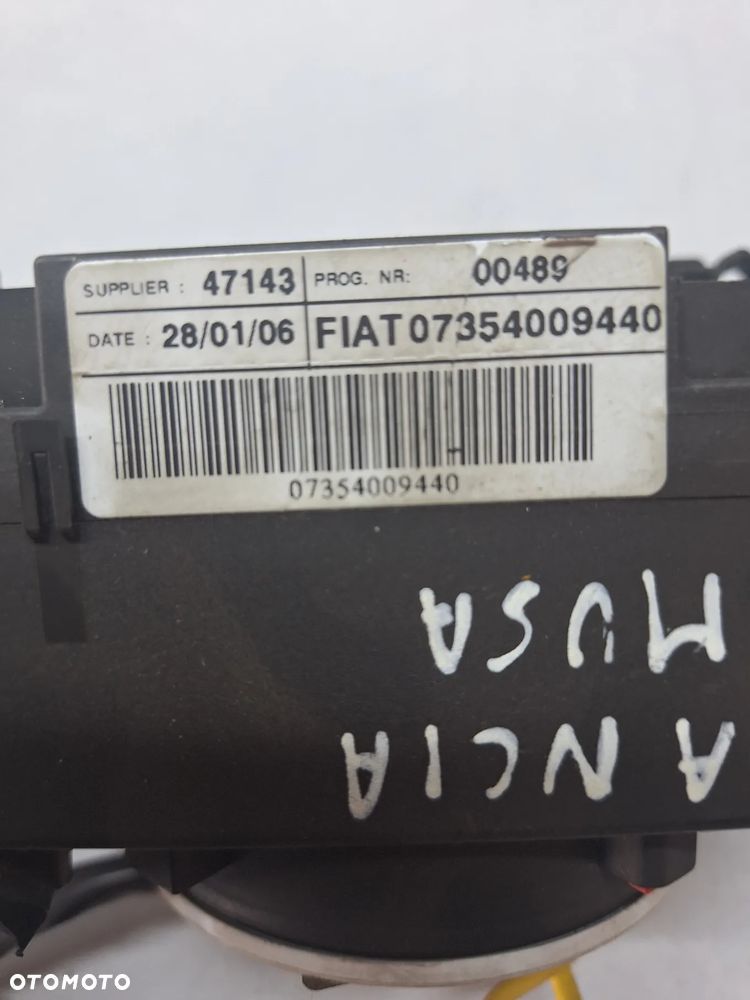 SUPPLIER : 47143 PROG. NR: 00489
DATE : 28/01/06 FIAT 07354009440
07354009440
ANCIA
MUSA
OTOMOTO